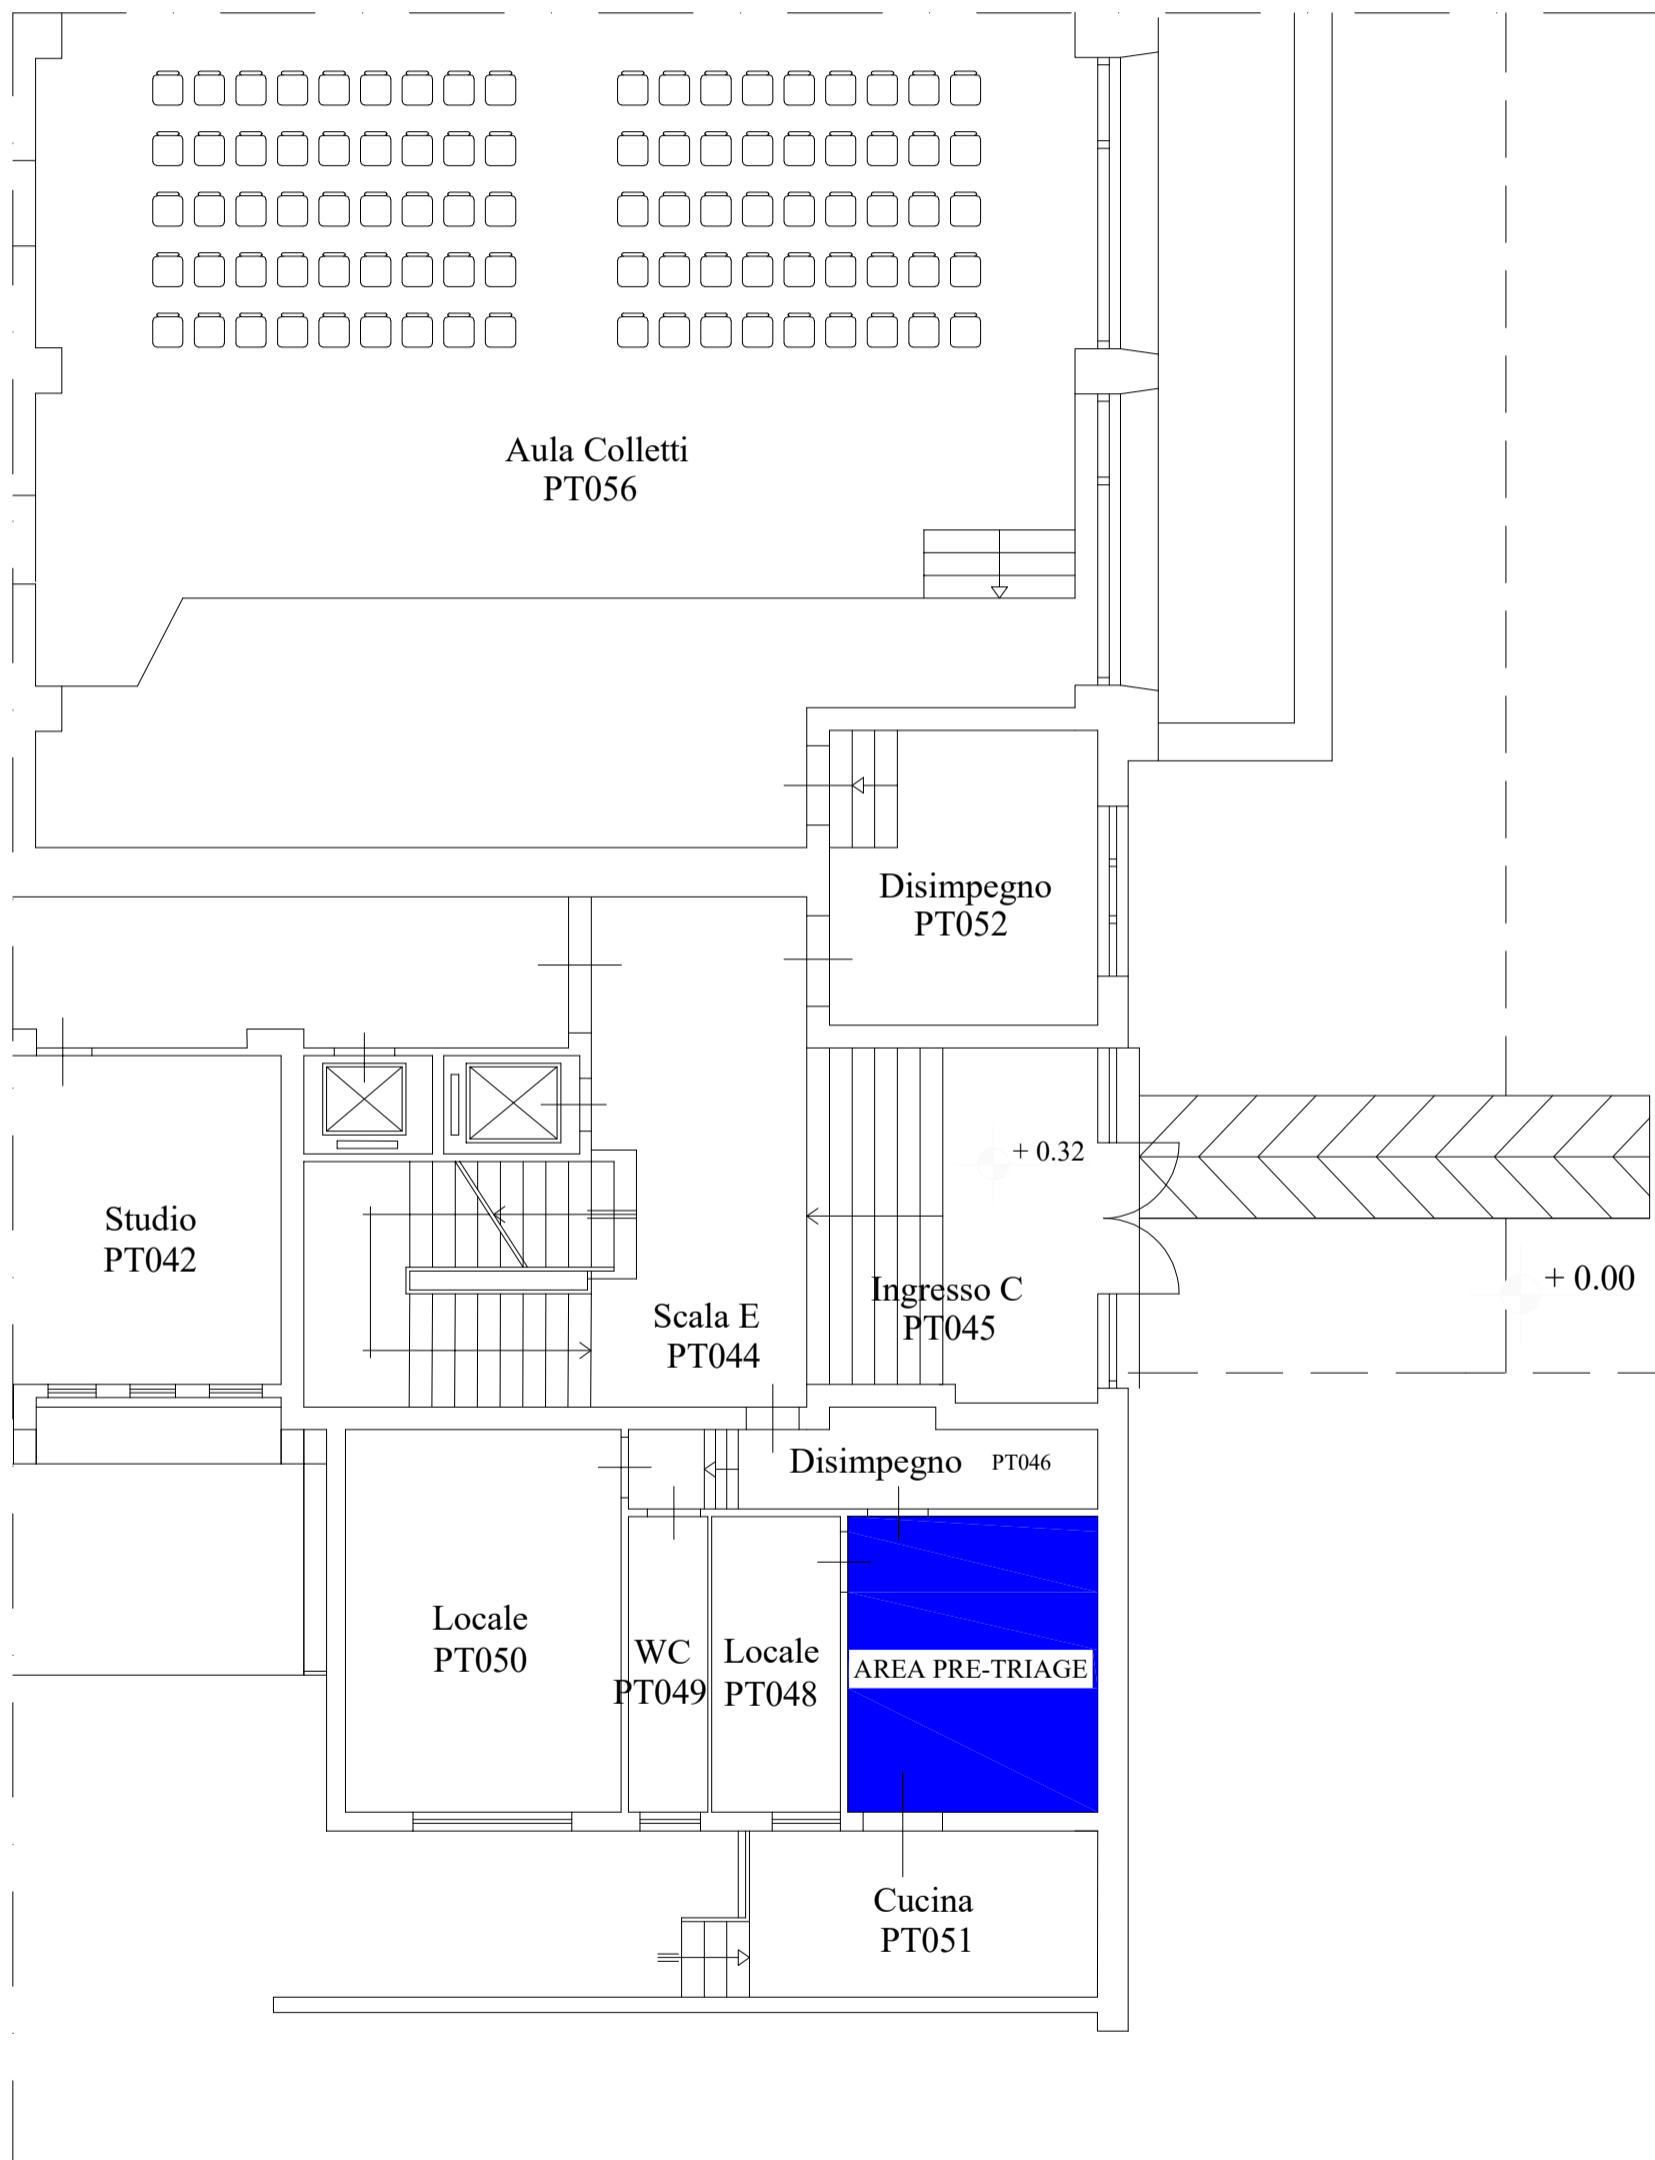 Aula Colletti
PT056
Disimpegno
PT052
+ 0.32
Studio
PT042
+ 0.00
Ingresso C
PT045
Scala E
PT044
Disimpegno PT046
Locale
PT050
WC
PT049
Locale
PT048
AREA PRE-TRIAGE
Cucina
PT051